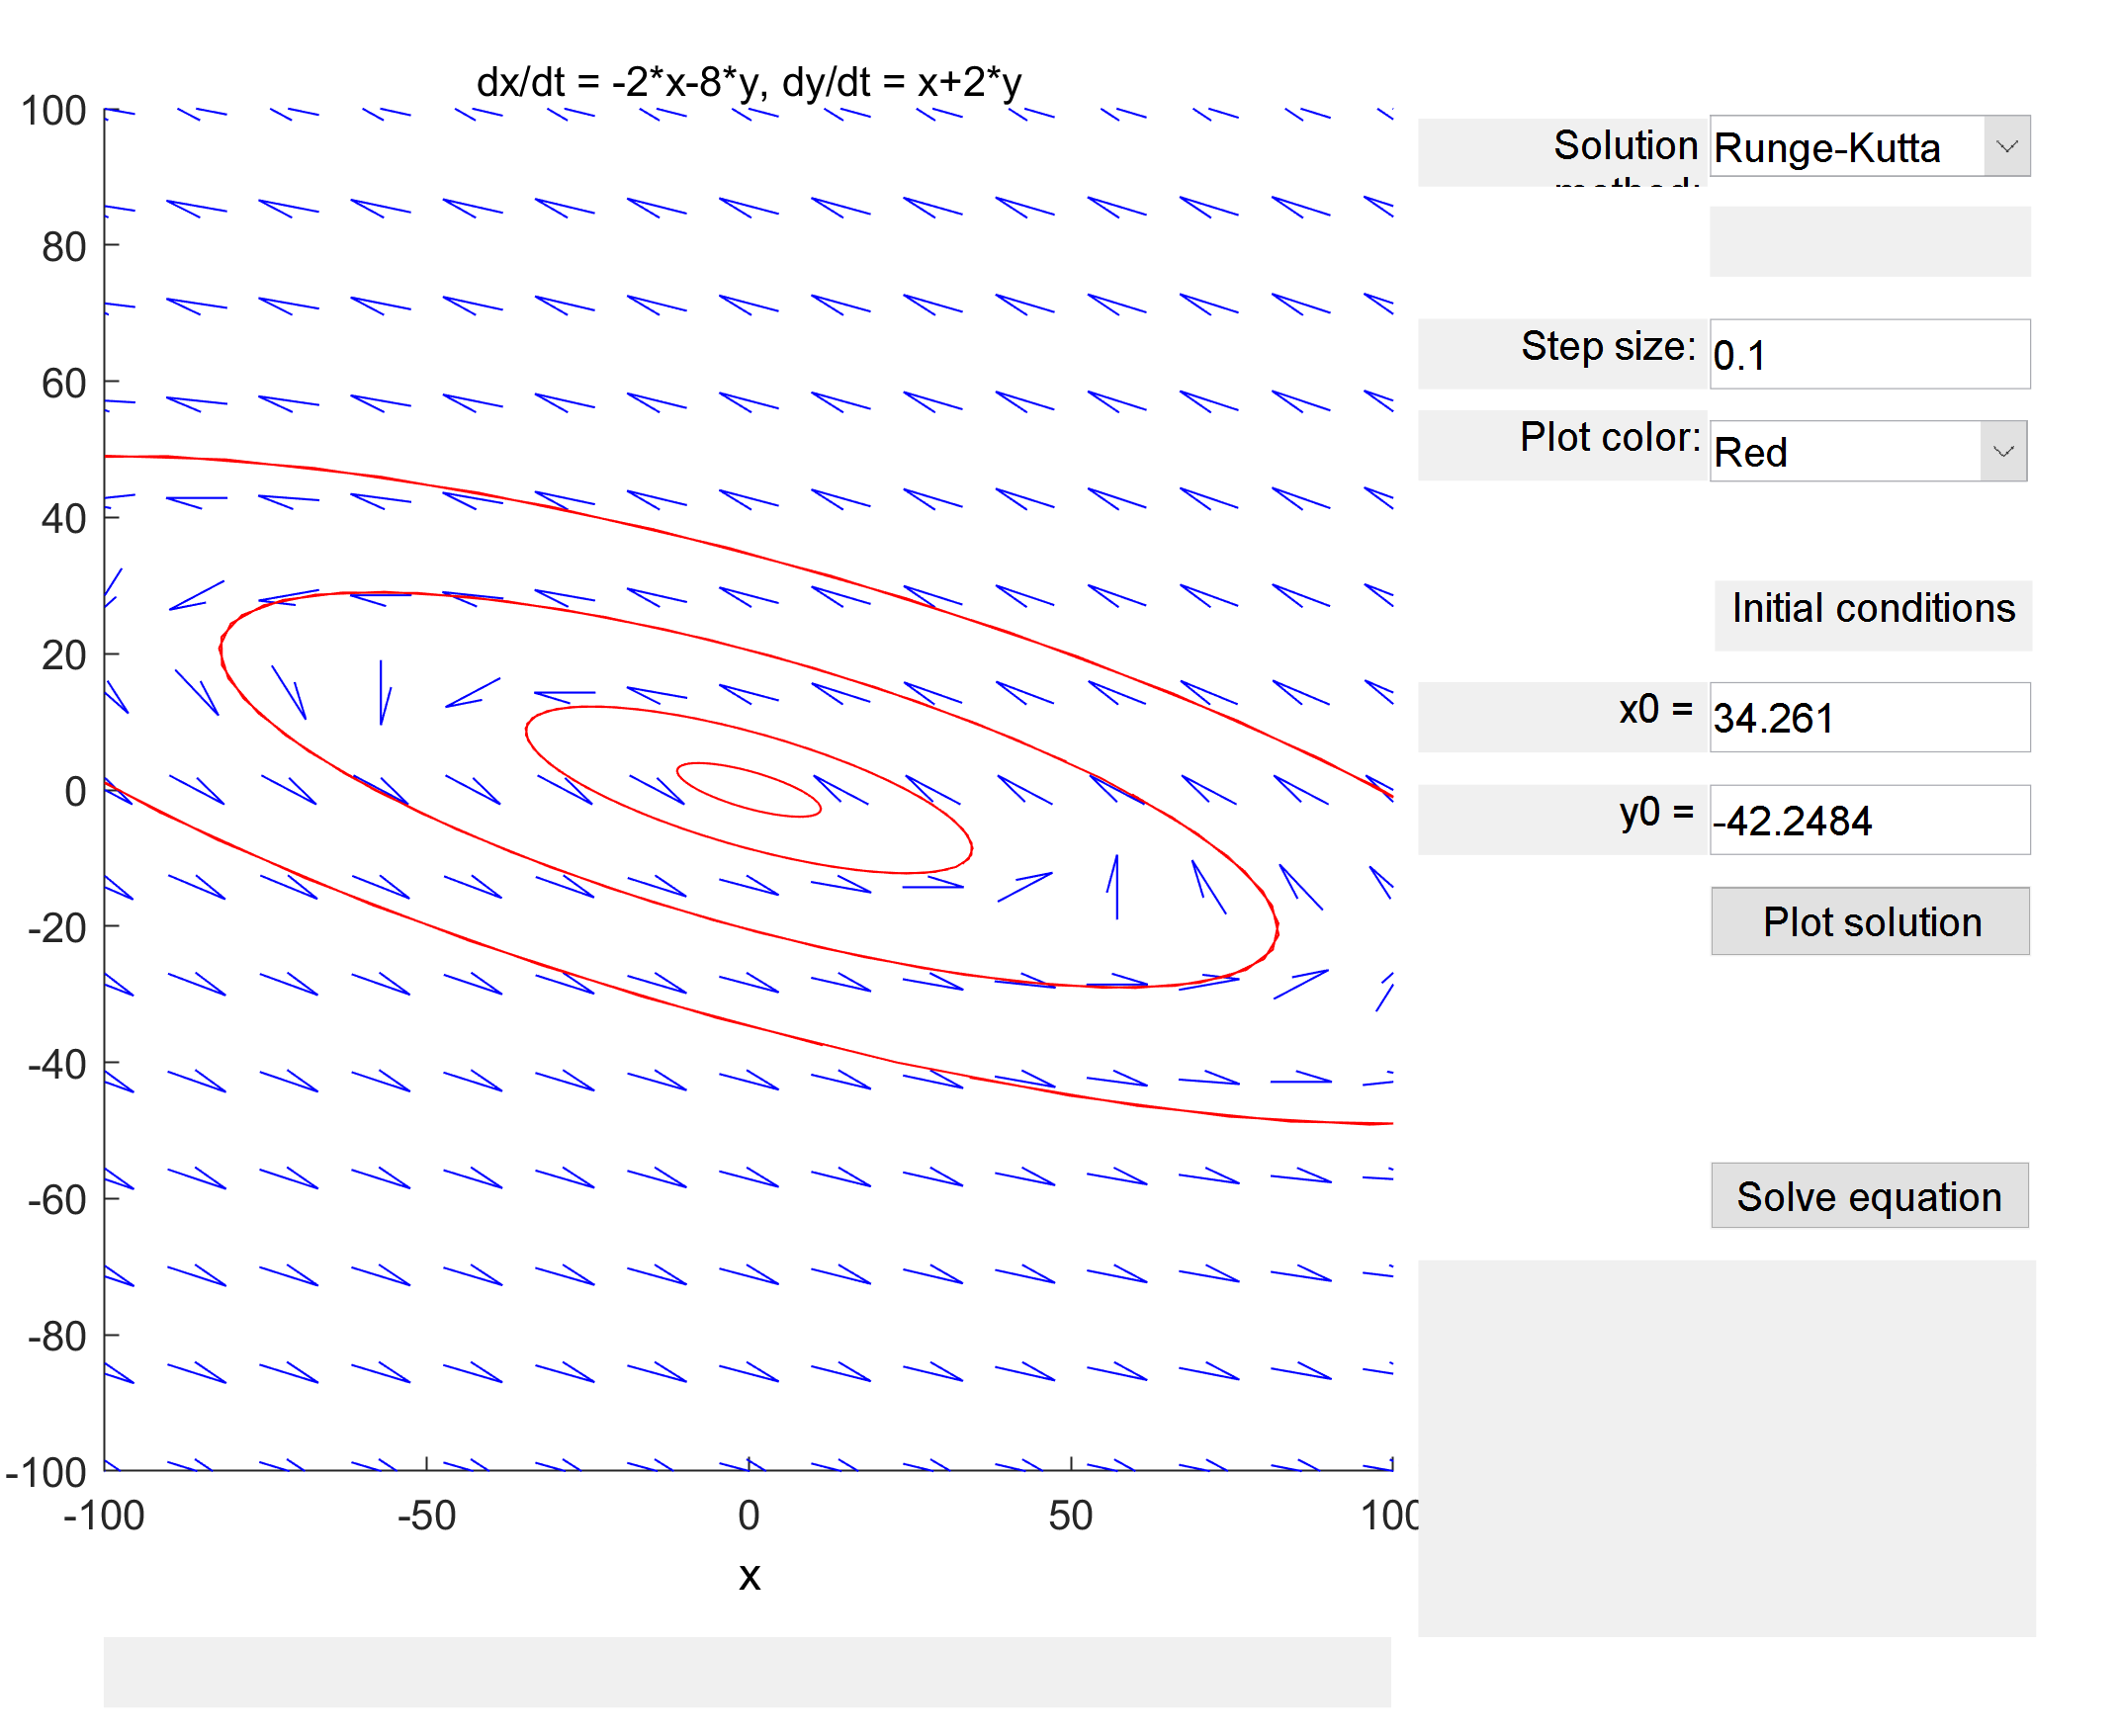 dx/dt = -2*x-8*y, dy/dt = x+2*y
100
80
60
40
20
0
-20
-40
-60
-80
-100
-100 -50 0 50 100
x
Solution Runge-Kutta
Step size: 0.1
Plot color: Red
Initial conditions
x0 = 34.261
y0 = -42.2484
Plot solution
Solve equation